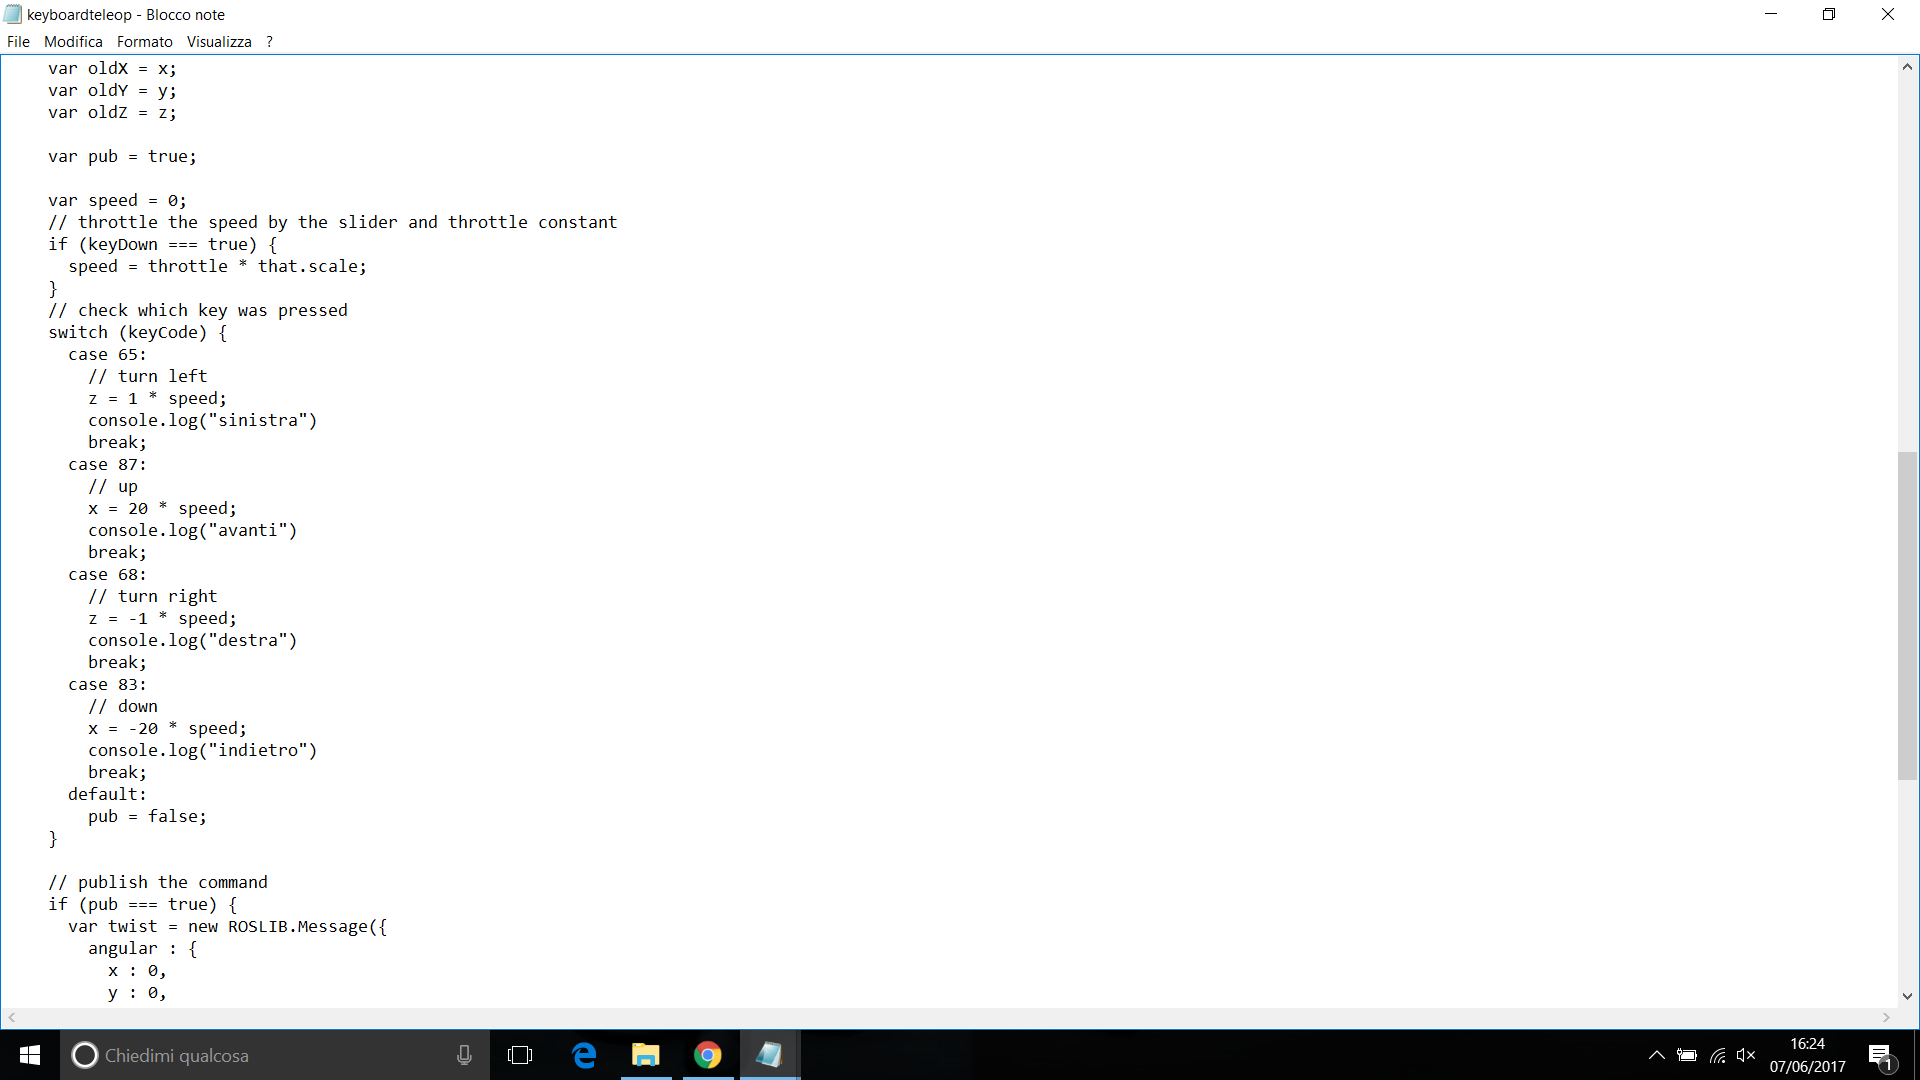 keyboardteleop - Blocco note
File Modifica Formato Visualizza ?
var oldX = x;
var oldY = y;
var oldZ = z;
var pub = true;
var speed = 0;
// throttle the speed by the slider and throttle constant
if (keyDown === true) {
speed = throttle * that.scale;
}
// check which key was pressed
switch (keyCode) {
case 65:
// turn left
z = 1 * speed;
console.log("sinistra")
break;
case 87:
// up
x = 20 * speed;
console.log("avanti")
break;
case 68:
// turn right
z = -1 * speed;
console.log("destra")
break;
case 83:
// down
x = -20 * speed;
console.log("indietro")
break;
default:
pub = false;
}
// publish the command
if (pub === true) {
var twist = new ROSLIB.Message({
angular : {
x : 0,
y : 0,
Chiedimi qualcosa
16:24
07/06/2017
1